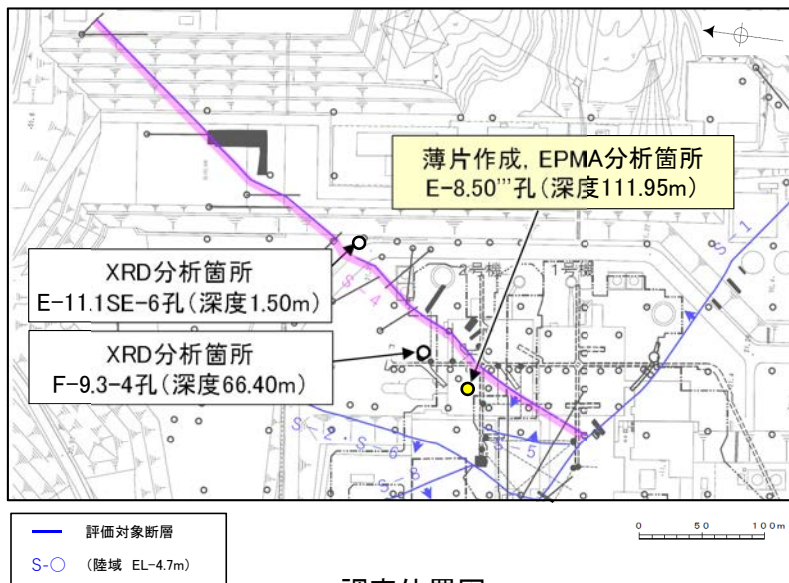 薄片作成，EPMA分析箇所
E-8.50'''孔（深度111.95m）
S-1
2号機
1号機
XRD分析箇所
E-11.1SE-6孔（深度1.50m）
S-4
XRD分析箇所
F-9.3-4孔（深度66.40m）
S-2・S-6
S-5
S-8
評価対象断層
S-○ （陸域 EL-4.7m）
0 50 100m